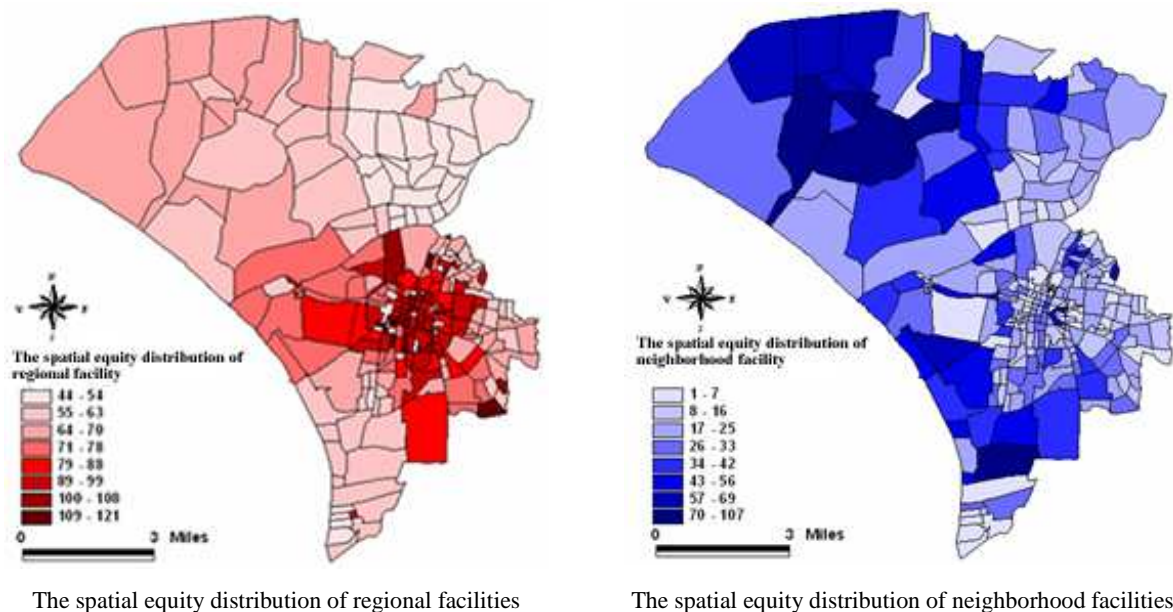 N
W E
S
The spatial equity distribution of
regional facility
44 - 54
55 - 63
64 - 70
71 - 78
79 - 88
89 - 99
100 - 108
109 - 121
0 3 Miles
The spatial equity distribution of regional facilities
N
W E
S
The spatial equity distribution of
neighborhood facility
1 - 7
8 - 16
17 - 25
26 - 33
34 - 42
43 - 56
57 - 69
70 - 107
0 3 Miles
The spatial equity distribution of neighborhood facilities